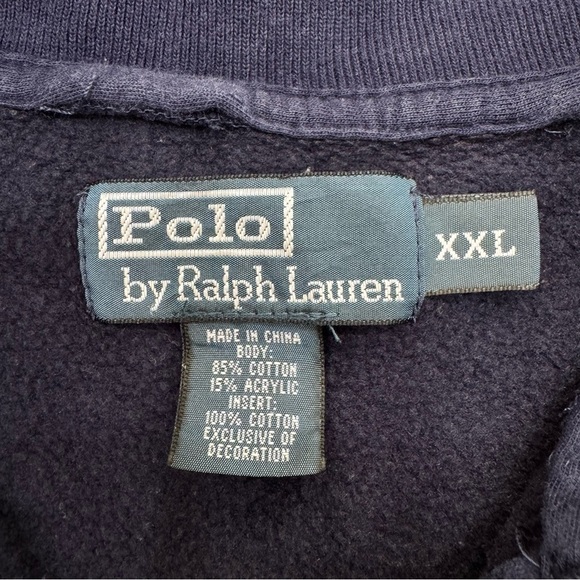 Polo
by Ralph Lauren
XXL
MADE IN CHINA
BODY:
85% COTTON
15% ACRYLIC
INSERT:
100% COTTON
EXCLUSIVE OF
DECORATION